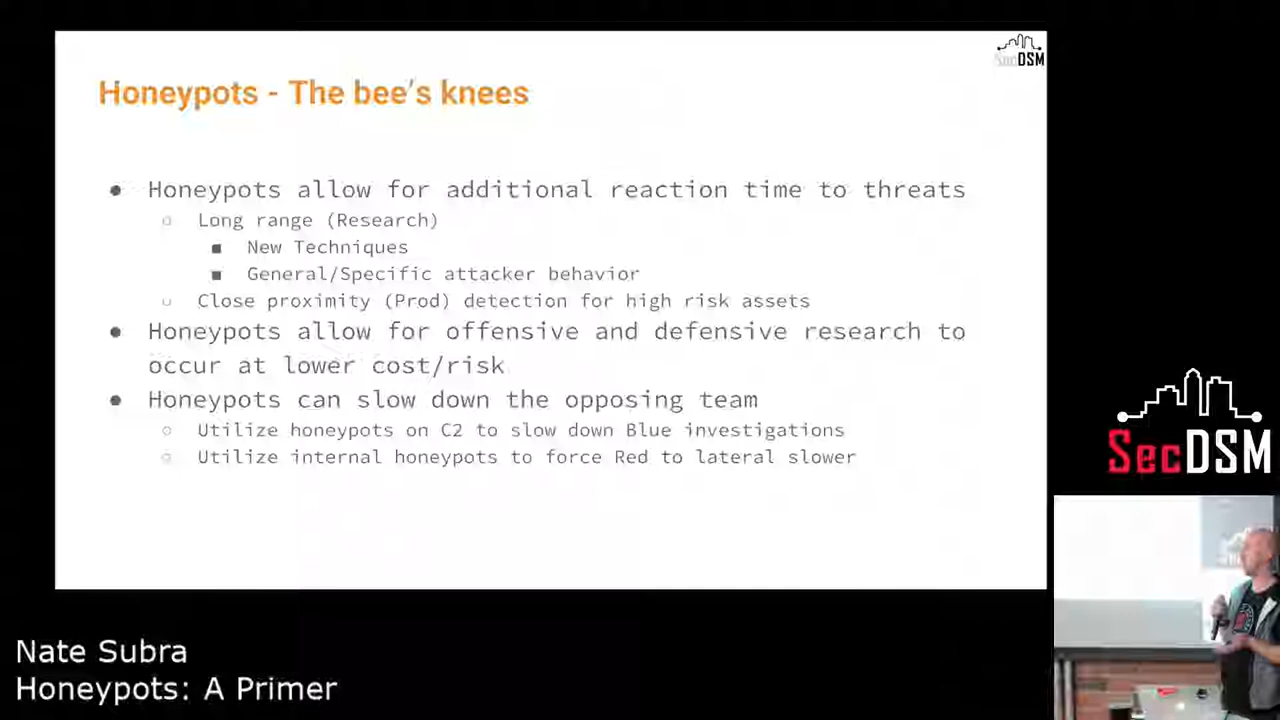 SecDSM
Honeypots - The bee's knees
● Honeypots allow for additional reaction time to threats
○ Long range (Research)
■ New Techniques
■ General/Specific attacker behavior
○ Close proximity (Prod) detection for high risk assets
● Honeypots allow for offensive and defensive research to
occur at lower cost/risk
● Honeypots can slow down the opposing team
○ Utilize honeypots on C2 to slow down Blue investigations
○ Utilize internal honeypots to force Red to lateral slower
SecDSM
Nate Subra
Honeypots: A Primer